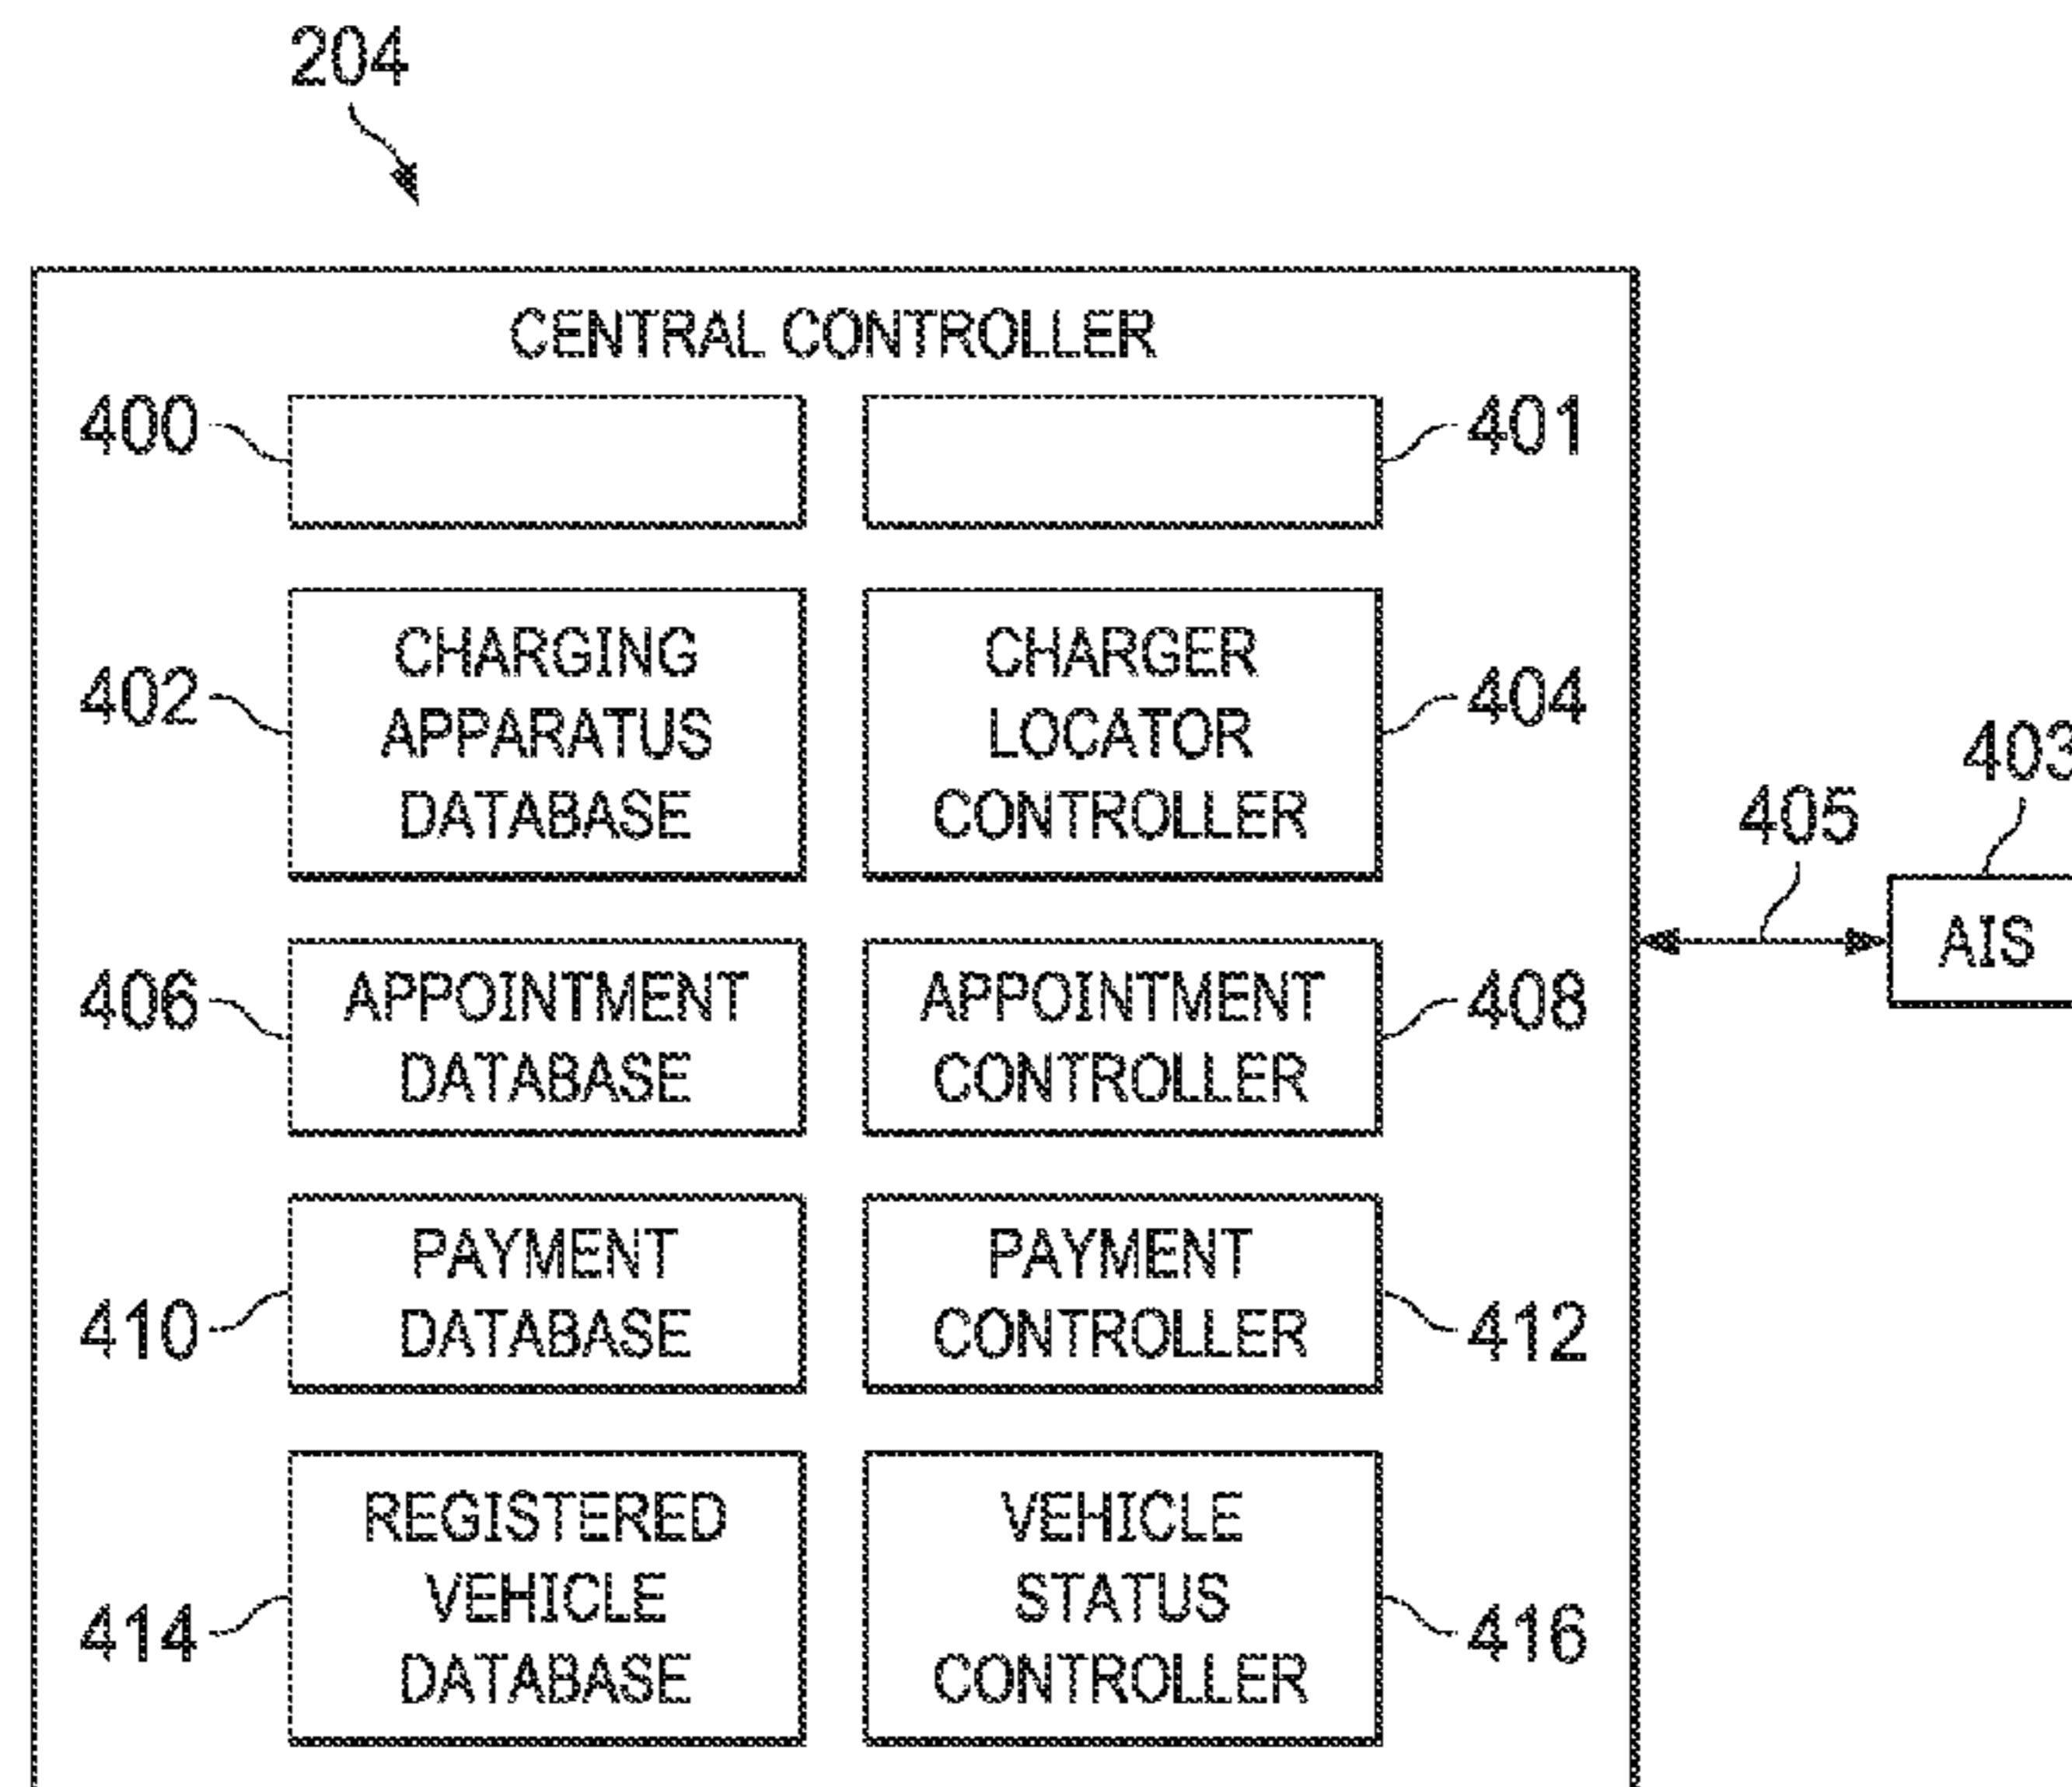 204
CENTRAL CONTROLLER
400
401
402
CHARGING
APPARATUS
DATABASE
CHARGER
LOCATOR
CONTROLLER
404
405
403
AIS
406
APPOINTMENT
DATABASE
APPOINTMENT
CONTROLLER
408
410
PAYMENT
DATABASE
PAYMENT
CONTROLLER
412
414
REGISTERED
VEHICLE
DATABASE
VEHICLE
STATUS
CONTROLLER
416